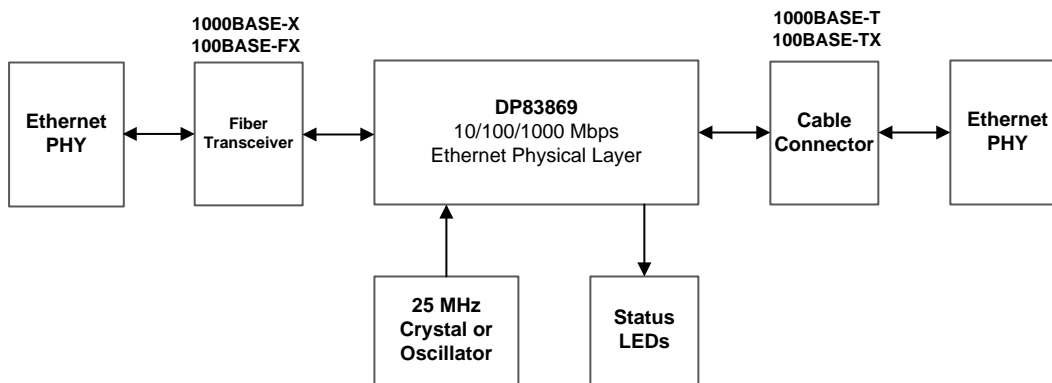 1000BASE-X
100BASE-FX
1000BASE-T
100BASE-TX
Ethernet
PHY
Fiber
Transceiver
DP83869
10/100/1000 Mbps
Ethernet Physical Layer
Cable
Connector
Ethernet
PHY
25 MHz
Crystal or
Oscillator
Status
LEDs